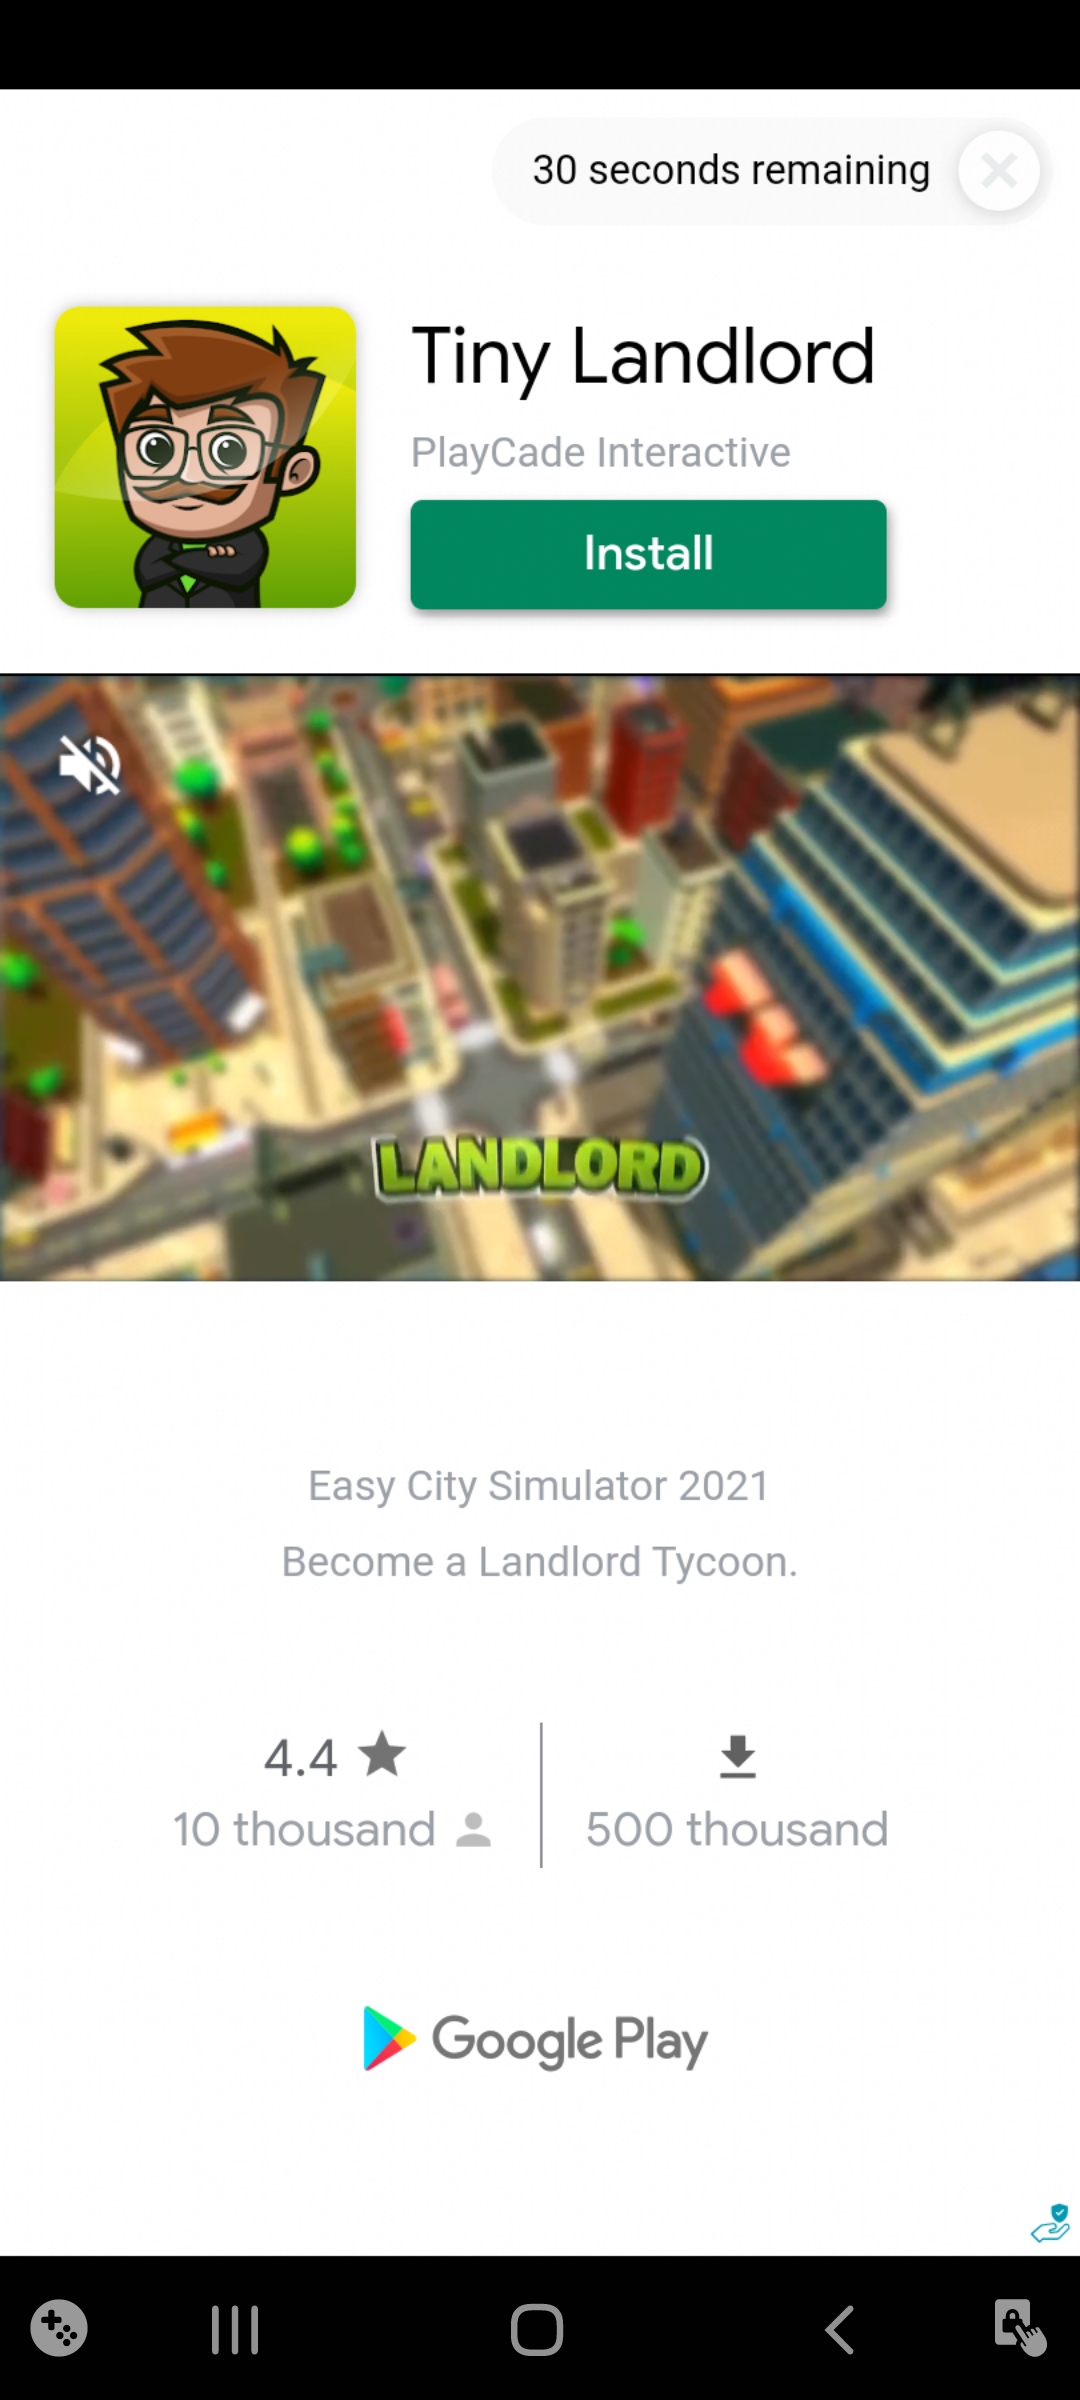 30 seconds remaining
Tiny Landlord
PlayCade Interactive
Install
LANDLORD
Easy City Simulator 2021
Become a Landlord Tycoon.
4.4
10 thousand
500 thousand
Google Play